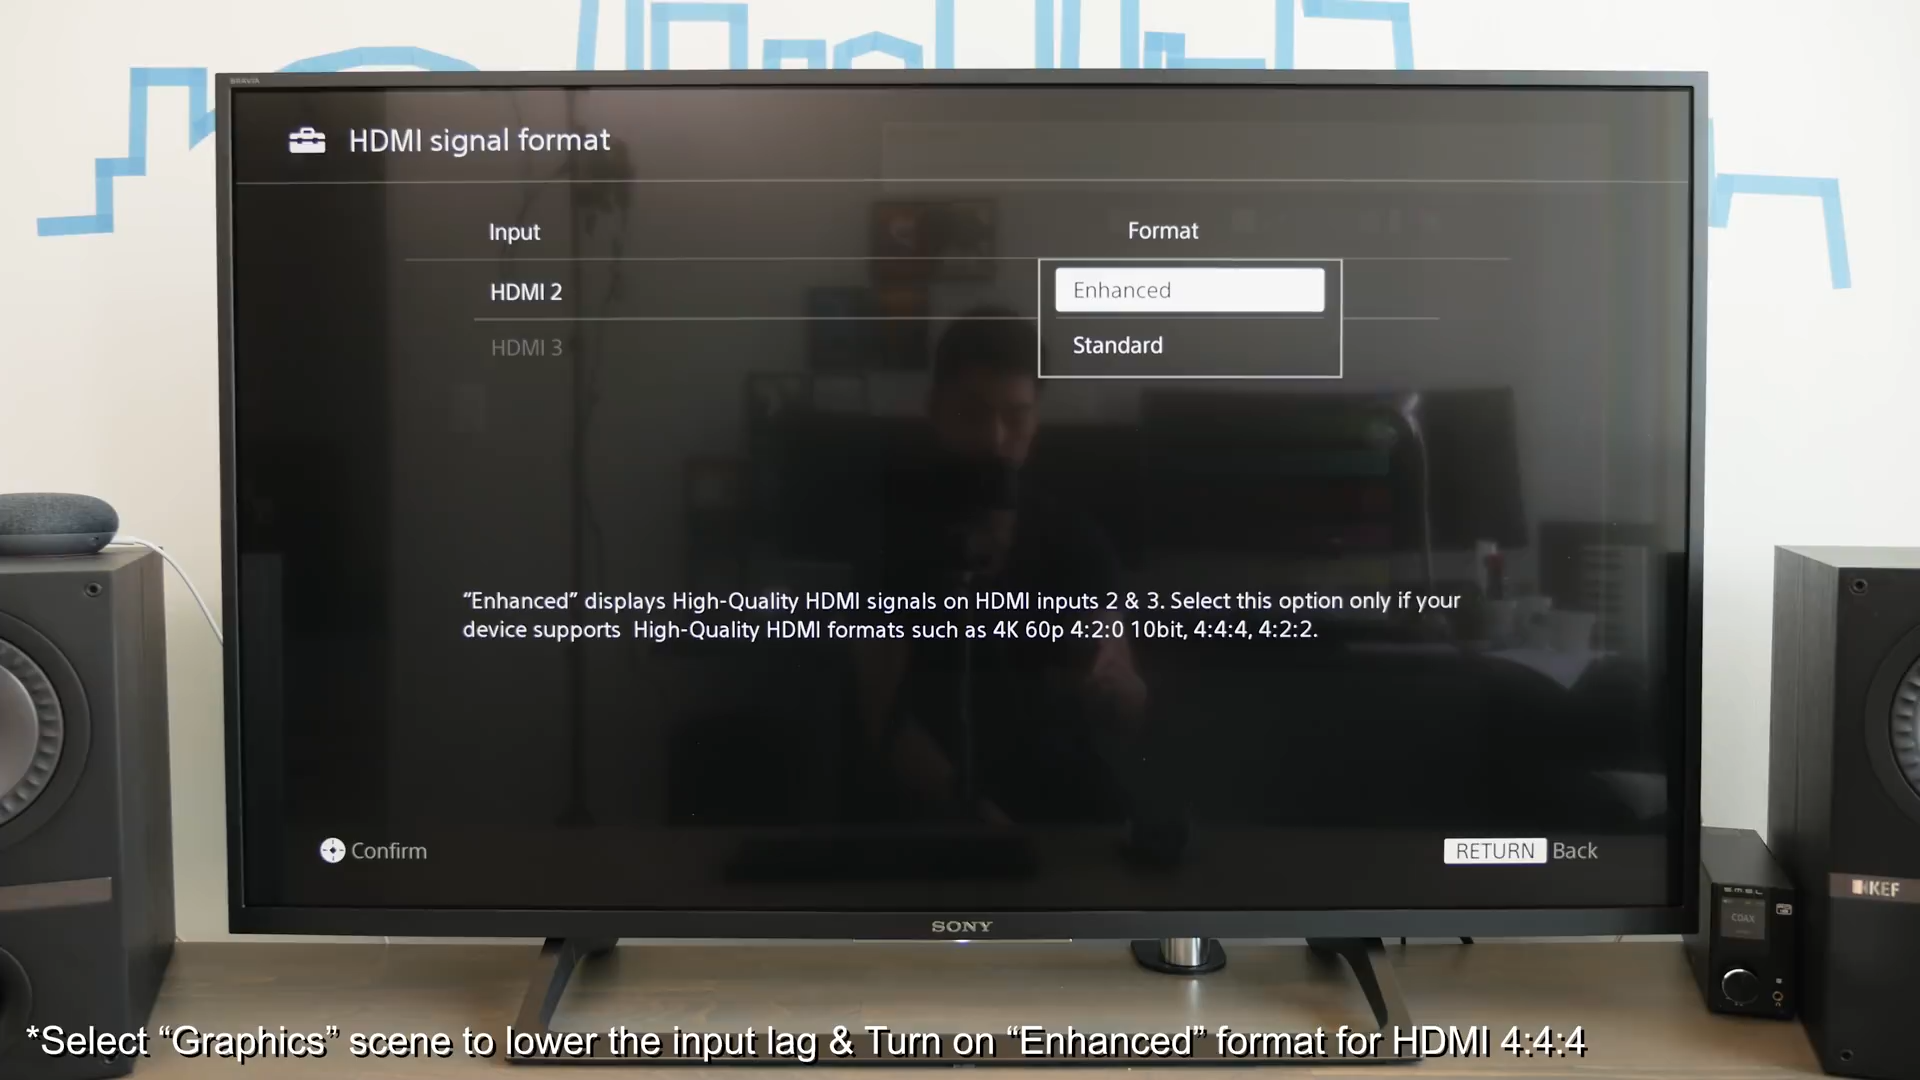 BRAVIA
HDMI signal format
Input Format
HDMI 2 Enhanced
HDMI 3 Standard
“Enhanced” displays High-Quality HDMI signals on HDMI inputs 2 & 3. Select this option only if your
device supports High-Quality HDMI formats such as 4K 60p 4:2:0 10bit, 4:4:4, 4:2:2.
Confirm RETURN Back
SONY
KEF
COAX
*Select “Graphics” scene to lower the input lag & Turn on “Enhanced” format for HDMI 4:4:4